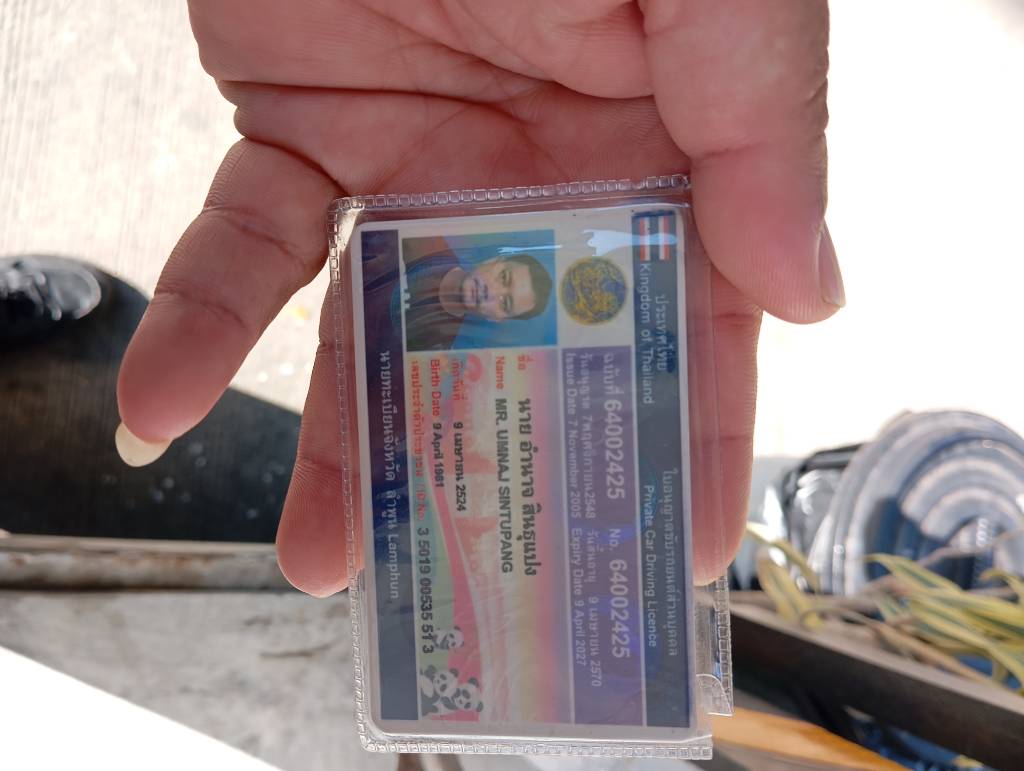 ประเทศไทย ใบอนุญาตขับรถยนต์ส่วนบุคคล
Kingdom of Thailand Private Car Driving Licence
ฉบับที่ 64002425 No. 64002425
วันอนุญาต 7 พฤศจิกายน 2548 วันสิ้นอายุ 9 เมษายน 2570
Issue Date 7 November 2005 Expiry Date 9 April 2027
ชื่อ นาย อำนาจ สินธุแปง
Name MR. UMNAJ SINTUPANG
เกิดวันที่ 9 เมษายน 2524
Birth Date 9 April 1981
เลขประจำตัวประชาชน /ID No. 3 5019 00535 51 3
นายทะเบียนจังหวัด ลำพูน Lamphun